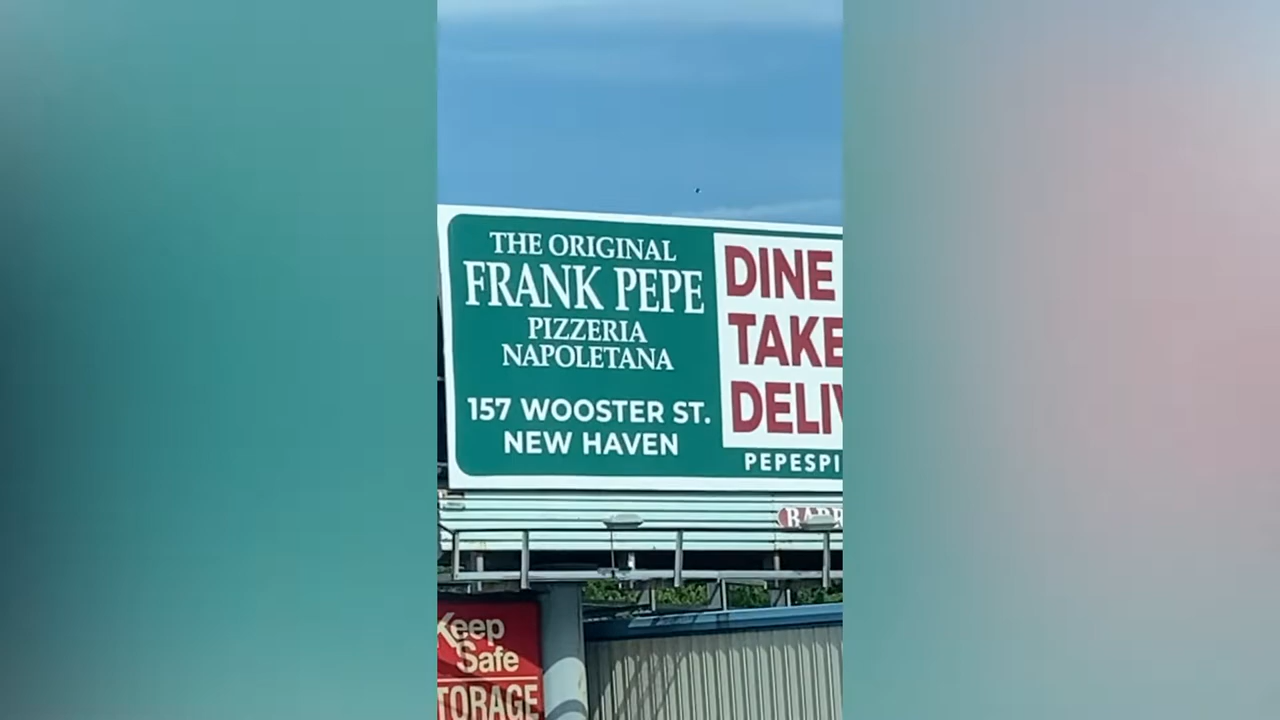 THE ORIGINAL
FRANK PEPE
PIZZERIA
NAPOLETANA
157 WOOSTER ST.
NEW HAVEN
DINE
TAKE
DELIV
PEPESPI
Keep
Safe
TORAGE